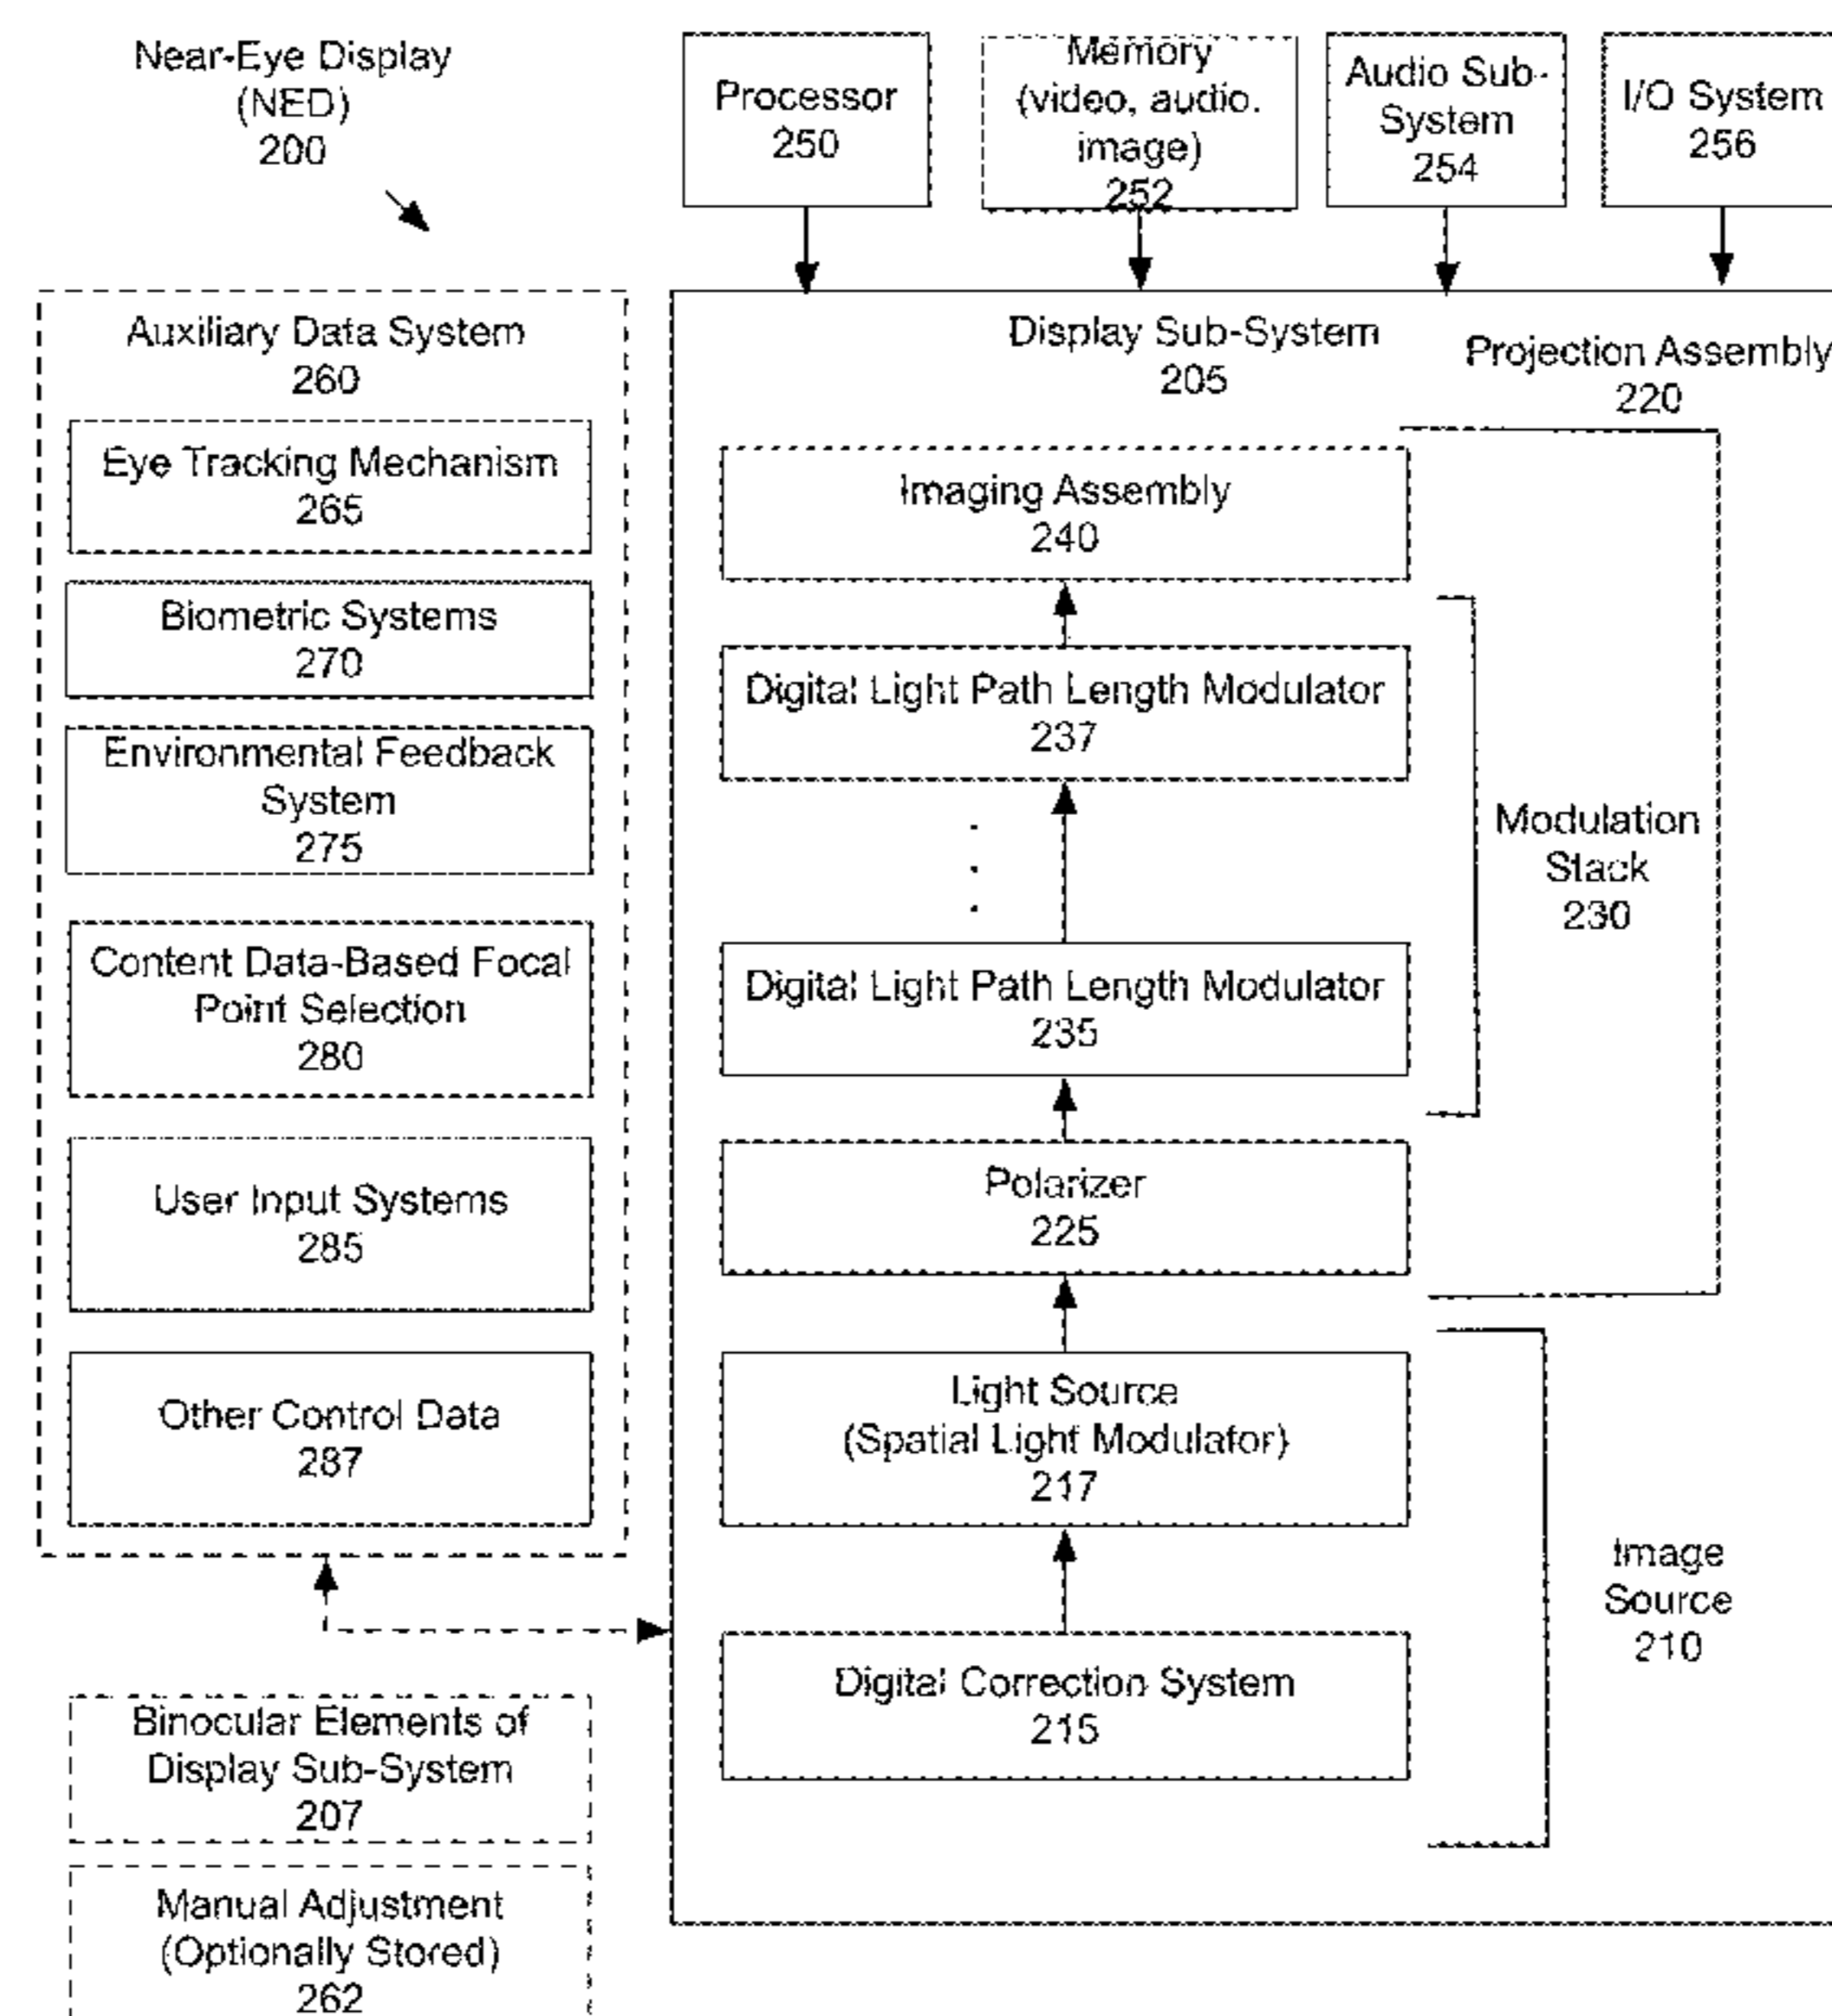 Near-Eye Display
(NED)
200
Processor
250
Memory
(video, audio.
image)
252
Audio Sub-
System
254
I/O System
256
Auxiliary Data System
260
Eye Tracking Mechanism
265
Biometric Systems
270
Environmental Feedback
System
275
Content Data-Based Focal
Point Selection
280
User Input Systems
285
Other Control Data
287
Binocular Elements of
Display Sub-System
207
Manual Adjustment
(Optionally Stored)
262
Display Sub-System
205
Projection Assembly
220
Imaging Assembly
240
Digital Light Path Length Modulator
237
.
.
.
Modulation
Stack
230
Digital Light Path Length Modulator
235
Polarizer
225
Light Source
(Spatial Light Modulator)
217
Image
Source
210
Digital Correction System
215